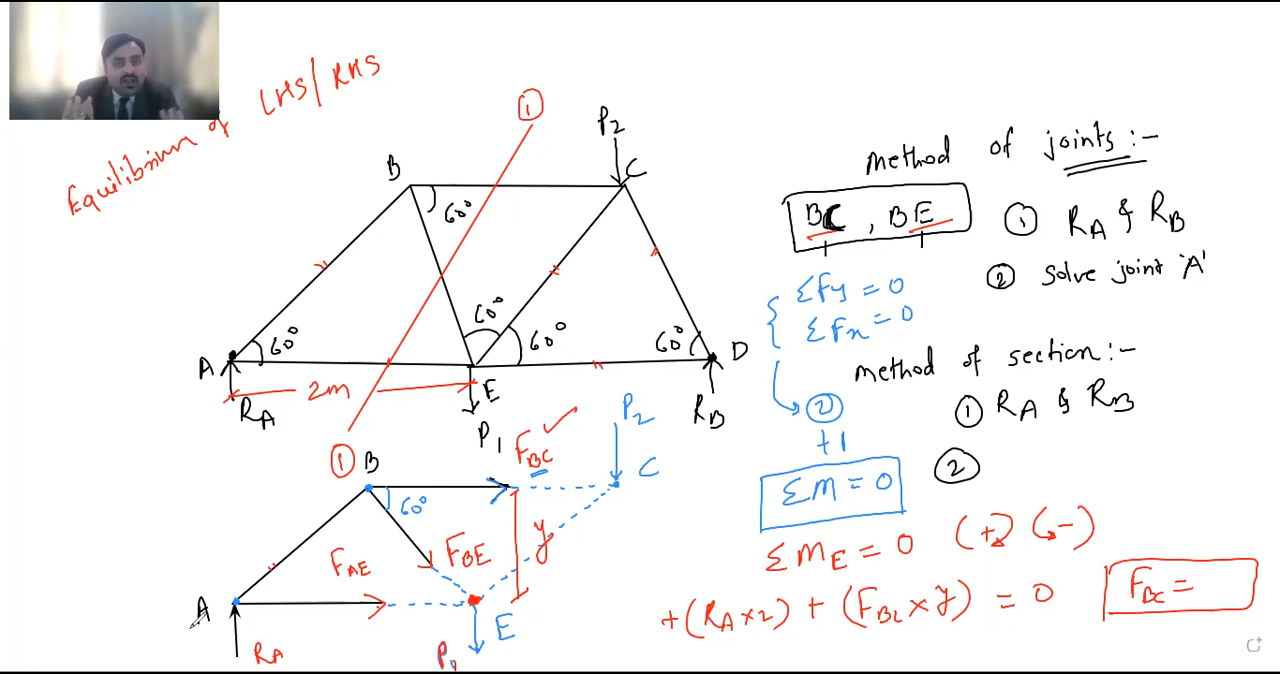 Equilibrium of LHS/RHS
①
P2
B
C
60°
60°
60°
60°
60°
A
E
D
2m
RA
P1
RB
①
method of joints :-
BC , BE
① RA & RB
② Solve joint 'A'
ΣFy = 0
ΣFx = 0
②
+1
ΣM = 0
method of section :-
① RA & RB
②
ΣME = 0 (+) (-)
+(RA×2) + (FBC×y) = 0
FBC =
B
FBC
P2
C
60°
FBE
y
FAE
A
E
RA
P1